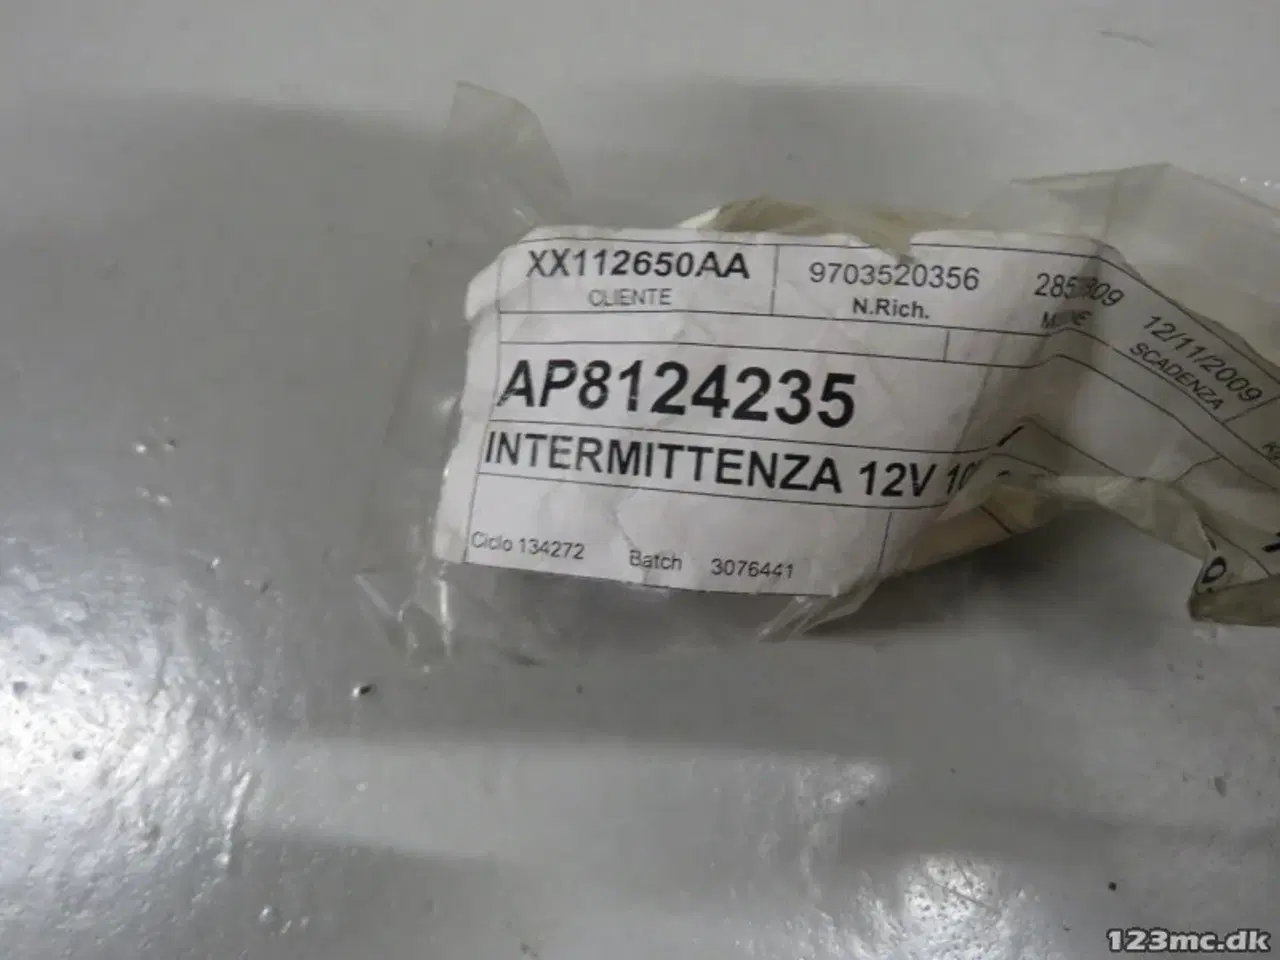 XX112650AA 9703520356
CLIENTE N.Rich.
12/11/2009
SCADENZA
AP8124235
INTERMITTENZA 12V
Ciclo 134272 Batch 3076441
123mc.dk